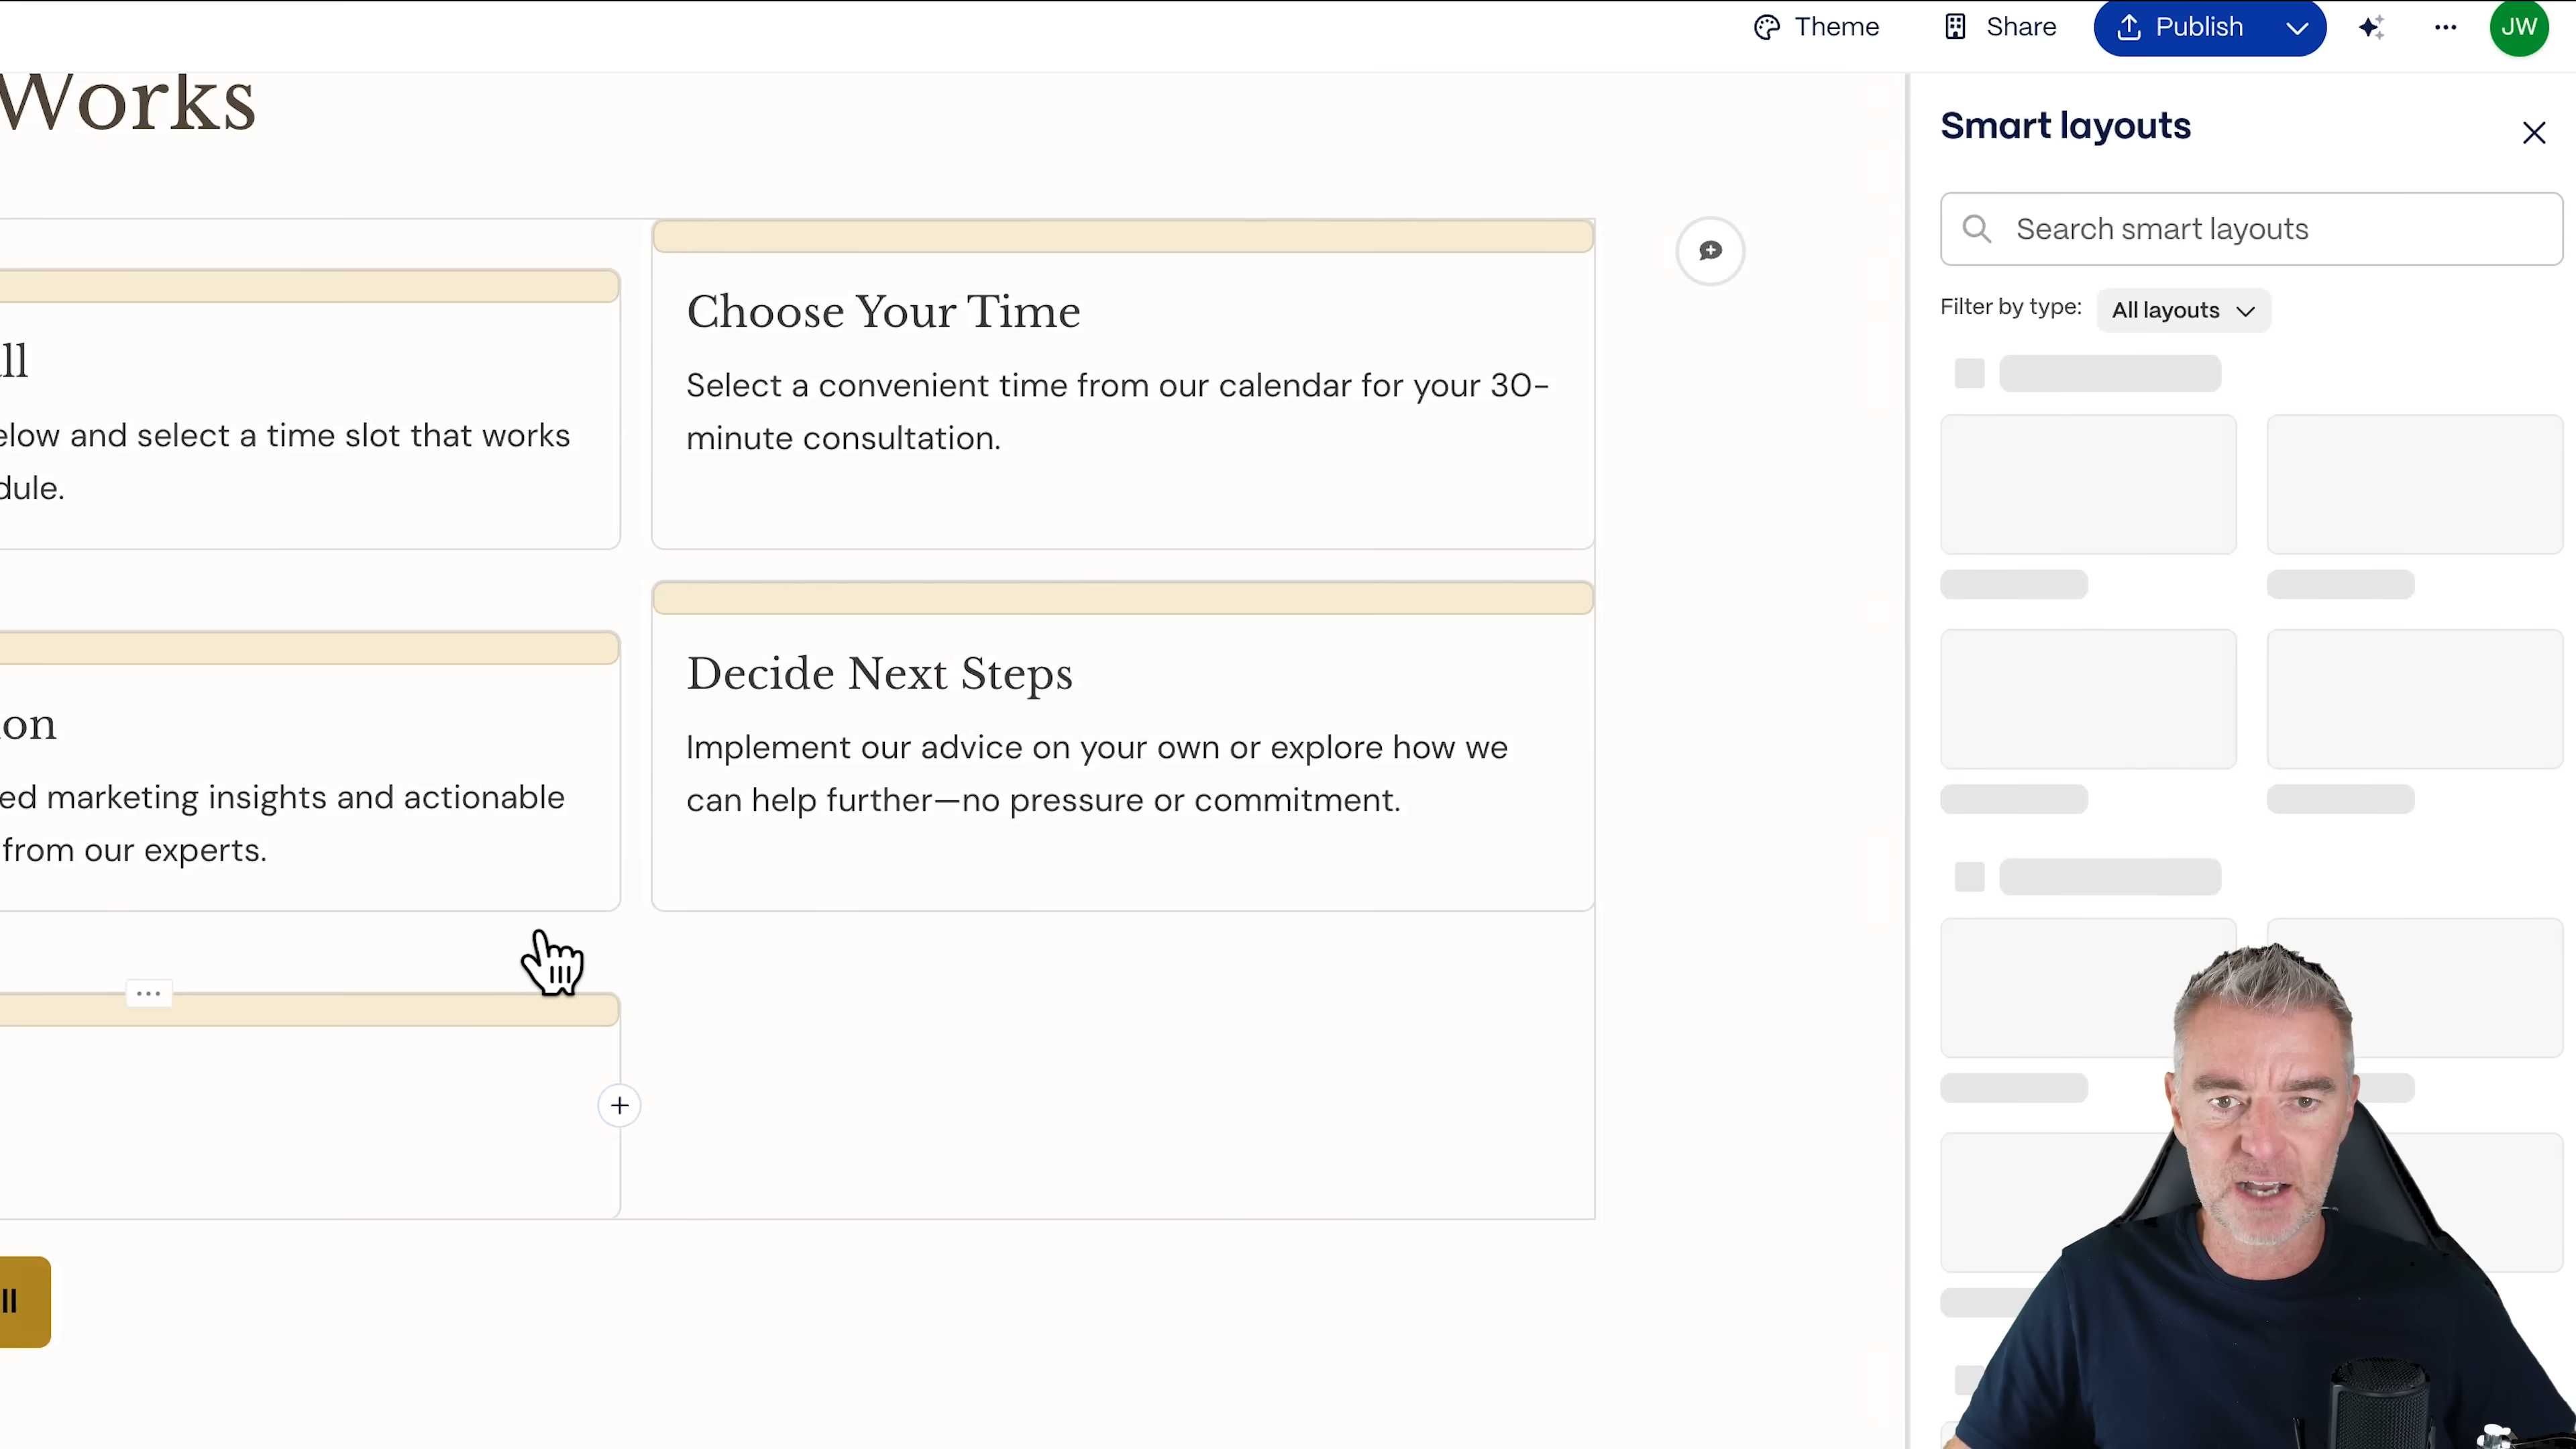 Theme
Share
Publish
JW
Works
Smart layouts
Search smart layouts
Filter by type:
All layouts
Choose Your Time
Select a convenient time from our calendar for your 30-
minute consultation.
ll
elow and select a time slot that works
dule.
Decide Next Steps
Implement our advice on your own or explore how we
can help further—no pressure or commitment.
on
ed marketing insights and actionable
from our experts.
ll